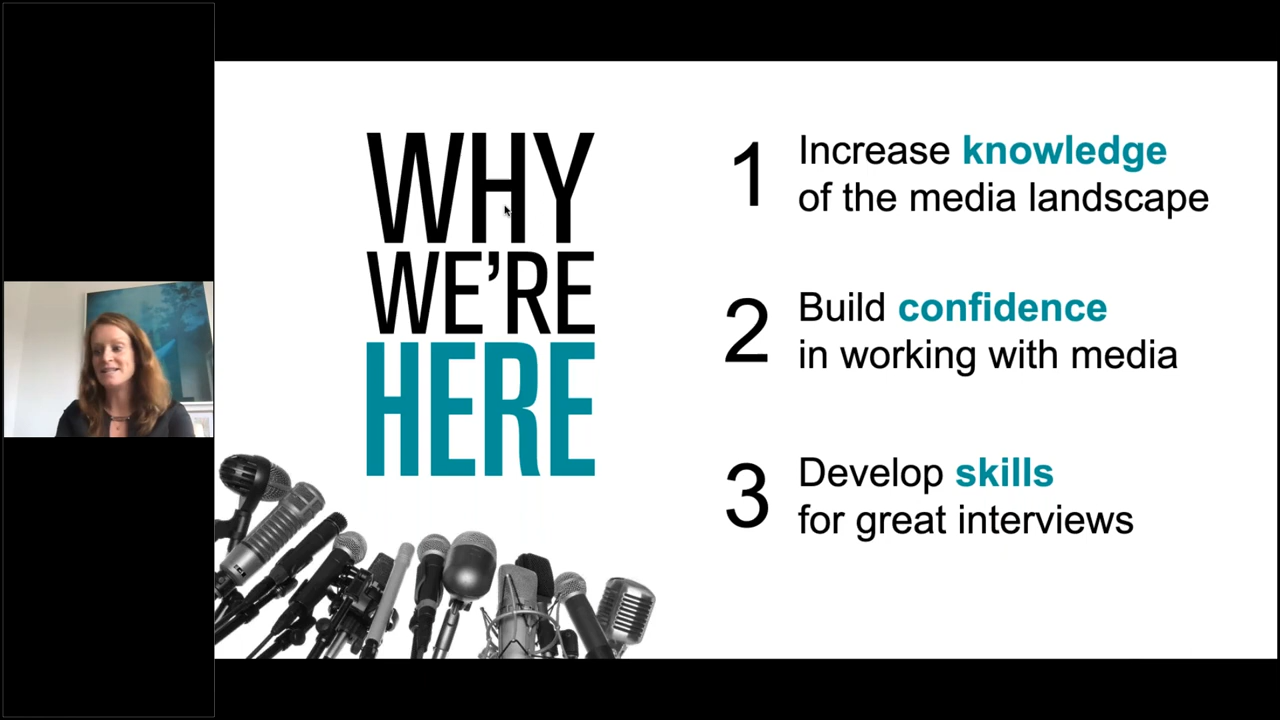 WHY
WE'RE
HERE
1
Increase knowledge
of the media landscape
2
Build confidence
in working with media
3
Develop skills
for great interviews